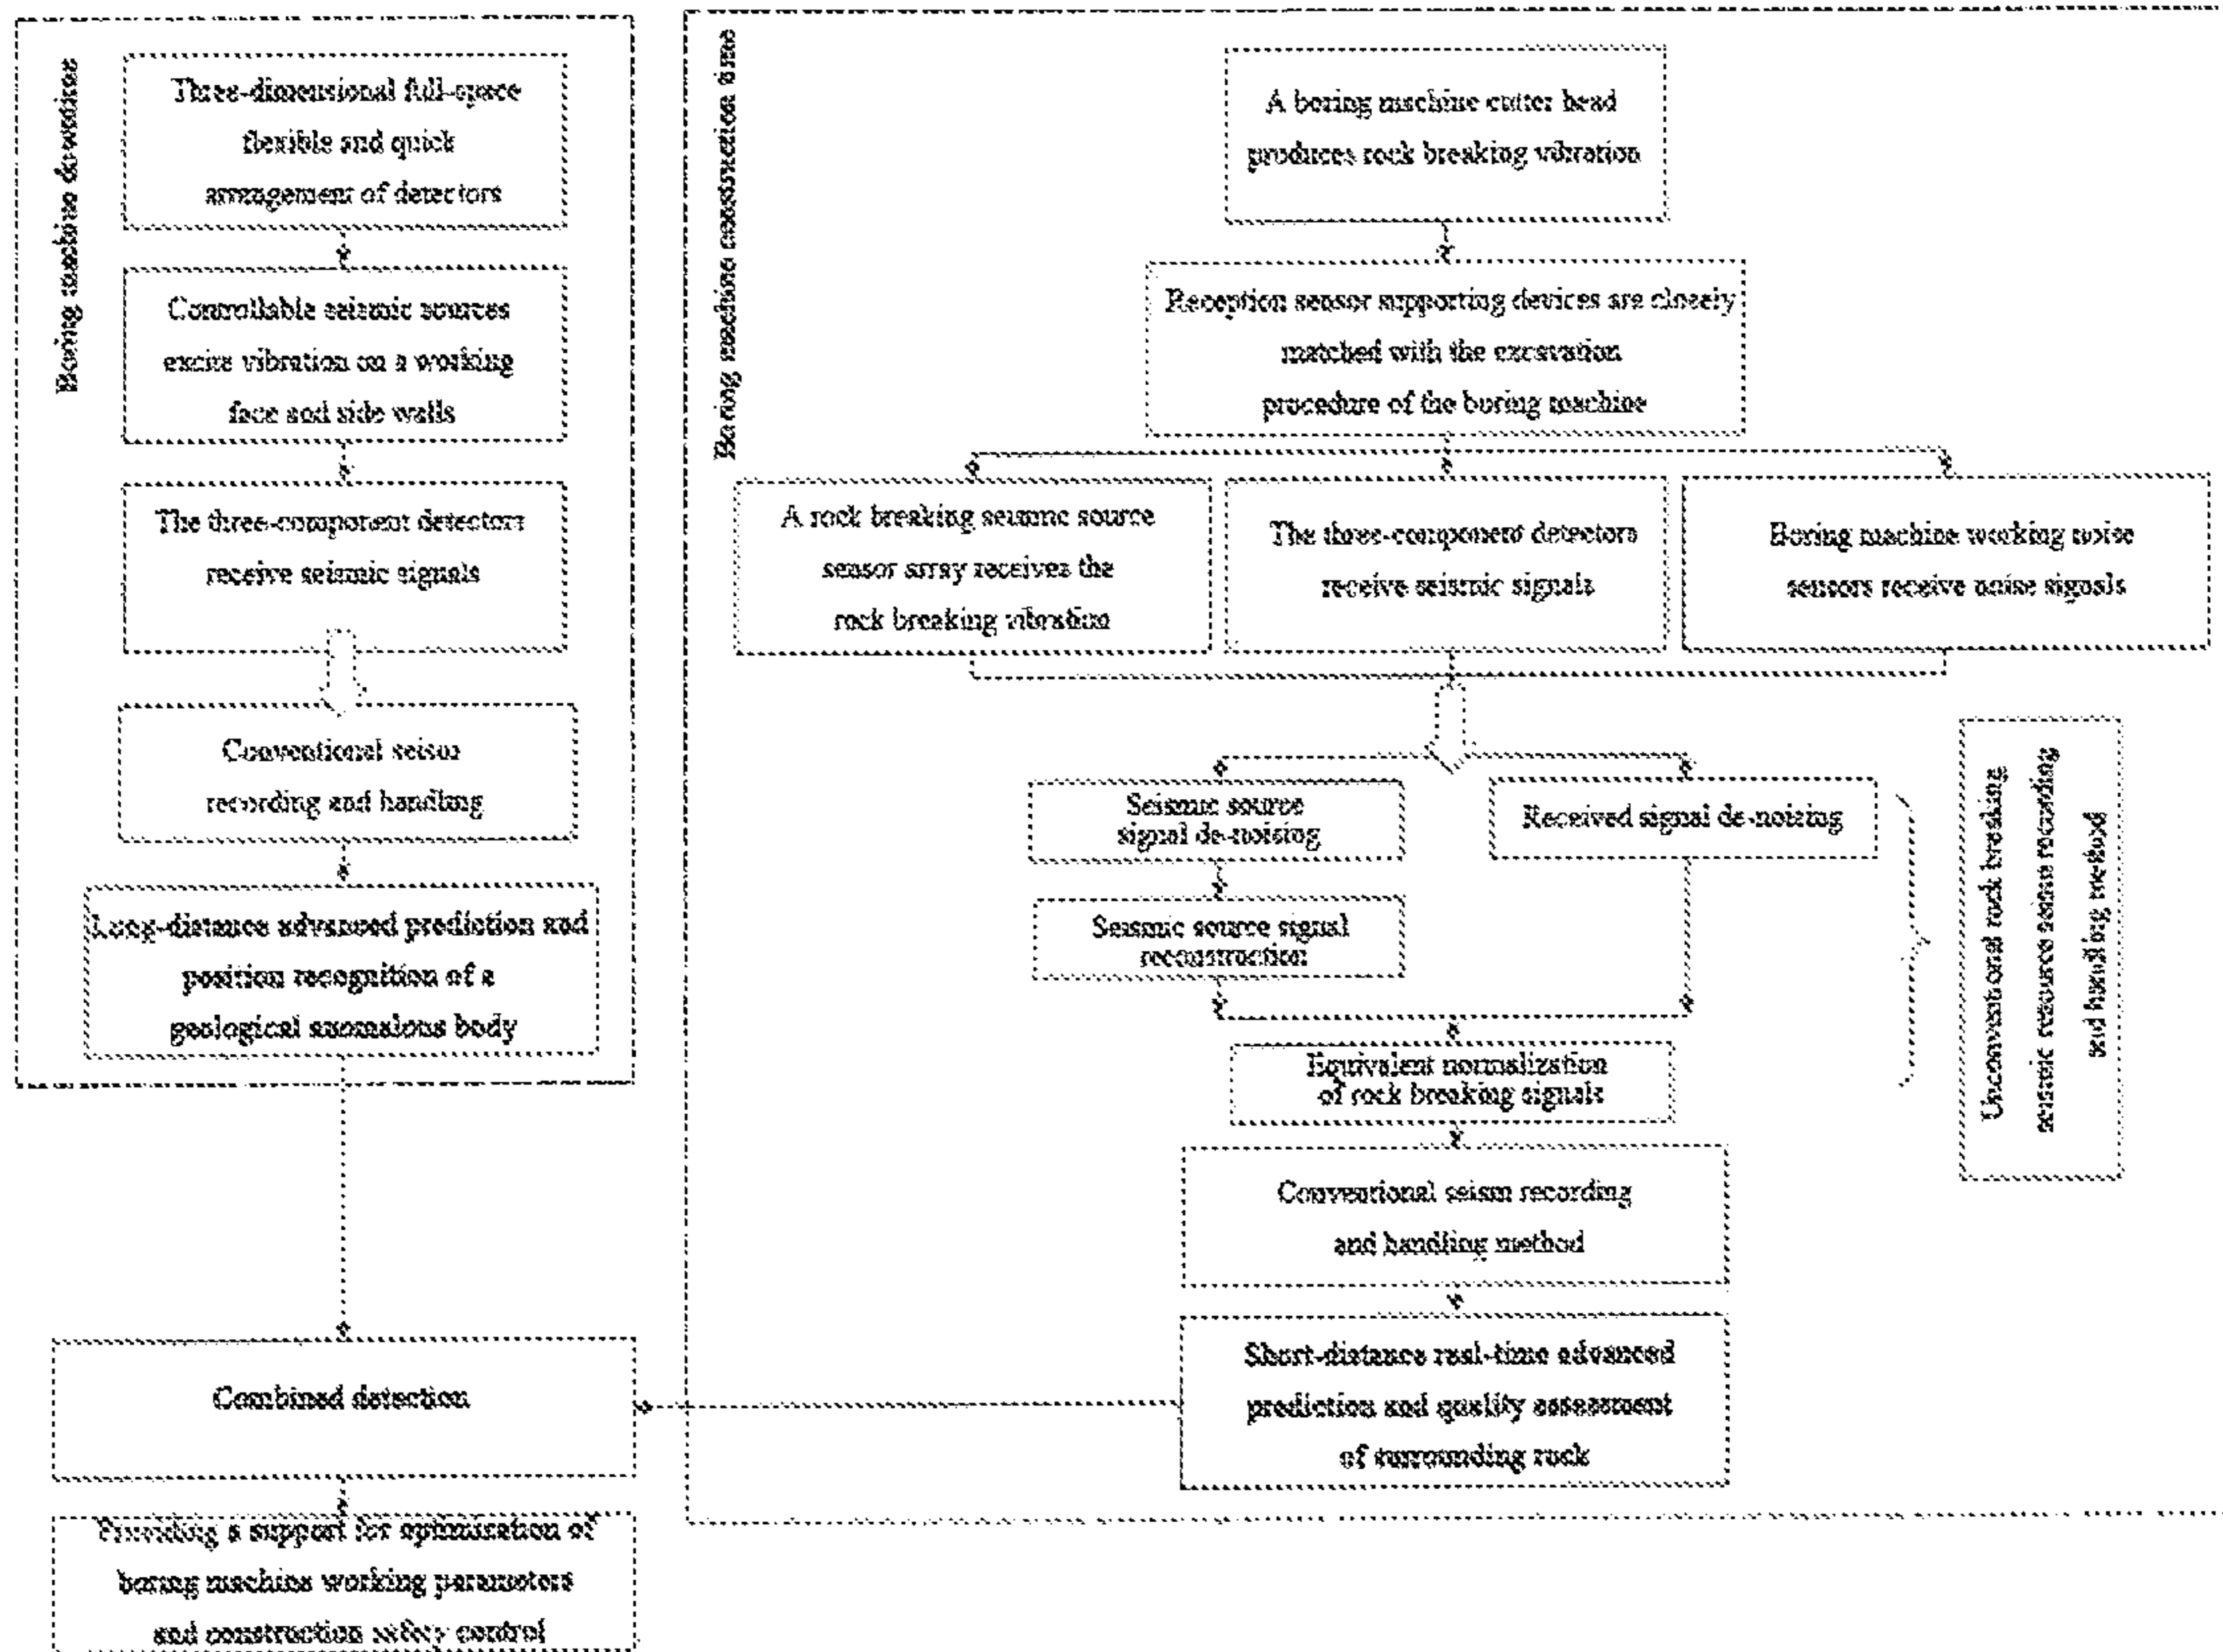 Boring machine downtime
Three-dimensional full-space
flexible and quick
arrangement of detectors
Controllable seismic sources
excite vibration on a working
face and side walls
The three-component detectors
receive seismic signals
Conventional seism
recording and handling
Long-distance advanced prediction and
position recognition of a
geological anomalous body
Combined detection
Providing a support for optimization of
boring machine working parameters
and construction safety control
Boring machine construction time
A boring machine cutter head
produces rock breaking vibration
Reception sensor supporting devices are closely
matched with the excavation
procedure of the boring machine
A rock breaking seismic source
sensor array receives the
rock breaking vibration
The three-component detectors
receive seismic signals
Boring machine working noise
sensors receive noise signals
Seismic source
signal de-noising
Received signal de-noising
Seismic source signal
reconstruction
Equivalent normalization
of rock breaking signals
Conventional seism recording
and handling method
Short-distance real-time advanced
prediction and quality assessment
of surrounding rock
Unconventional rock breaking
seismic resource recording
and handling method